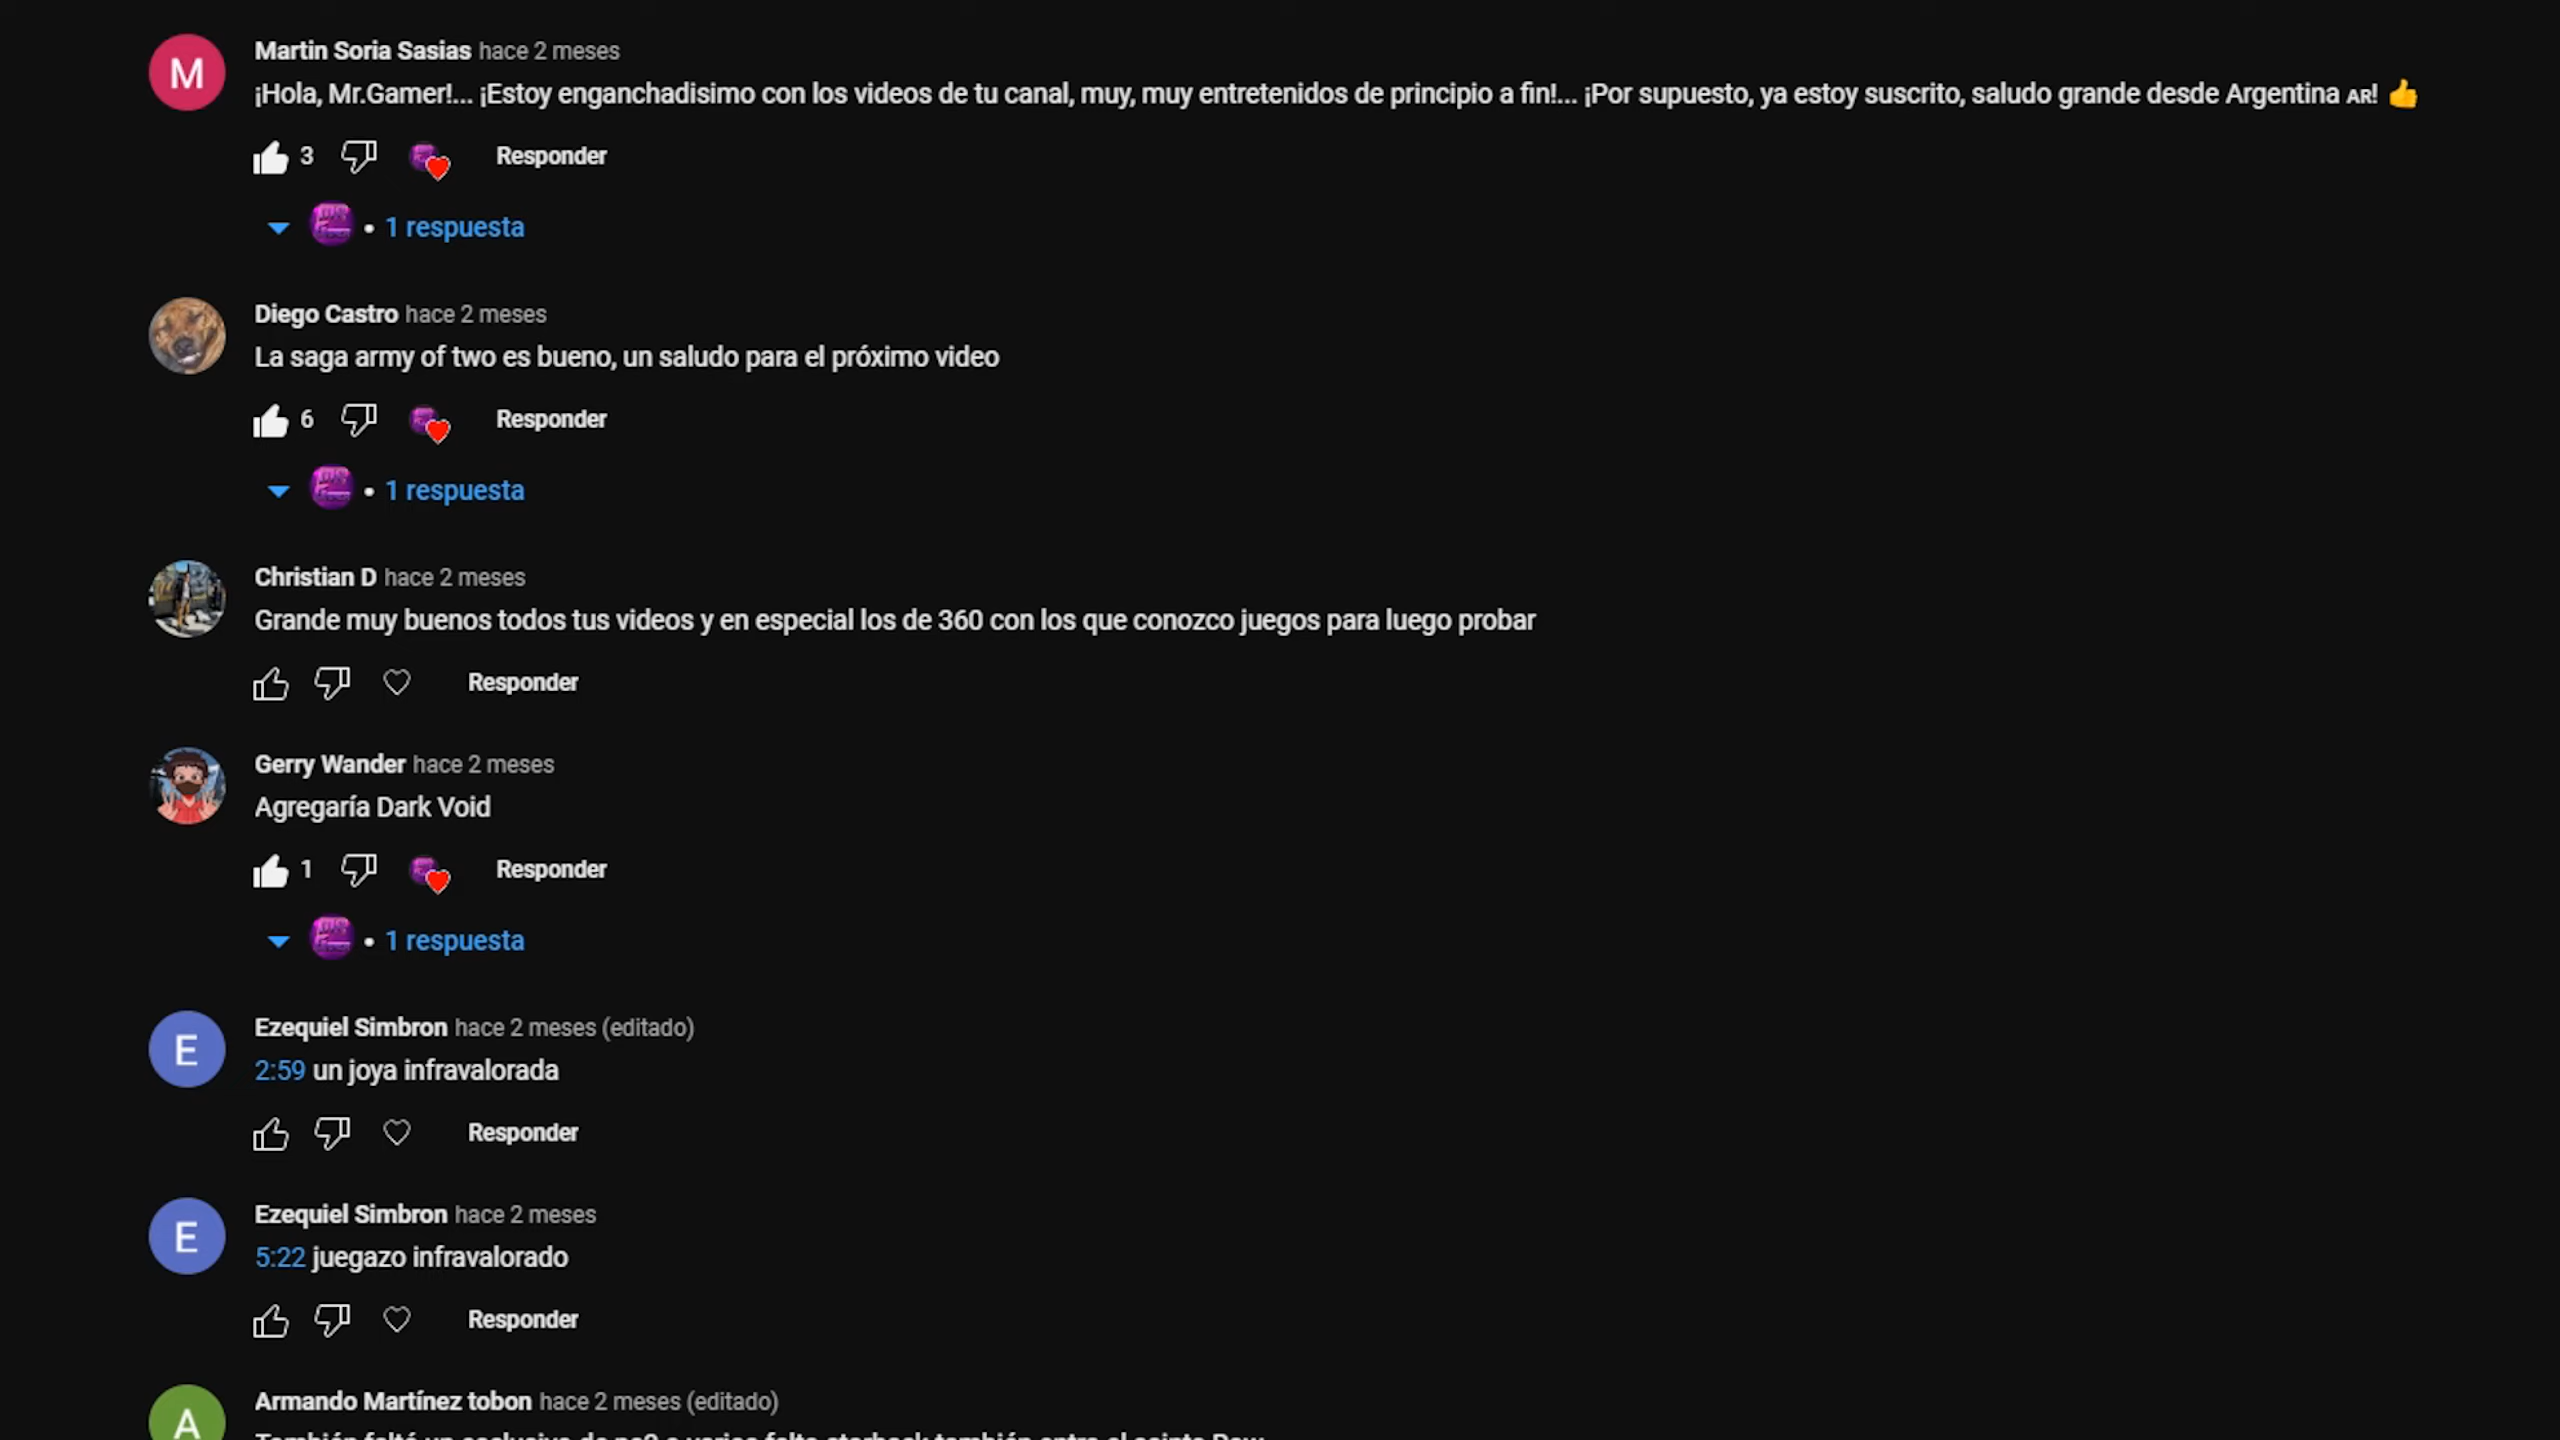 M
Martin Soria Sasias hace 2 meses
¡Hola, Mr.Gamer!... ¡Estoy enganchadisimo con los videos de tu canal, muy, muy entretenidos de principio a fin!... ¡Por supuesto, ya estoy suscrito, saludo grande desde Argentina AR! 👍
3 Responder
• 1 respuesta
Diego Castro hace 2 meses
La saga army of two es bueno, un saludo para el próximo video
6 Responder
• 1 respuesta
Christian D hace 2 meses
Grande muy buenos todos tus videos y en especial los de 360 con los que conozco juegos para luego probar
Responder
Gerry Wander hace 2 meses
Agregaría Dark Void
1 Responder
• 1 respuesta
E
Ezequiel Simbron hace 2 meses (editado)
2:59 un joya infravalorada
Responder
E
Ezequiel Simbron hace 2 meses
5:22 juegazo infravalorado
Responder
A
Armando Martínez tobon hace 2 meses (editado)